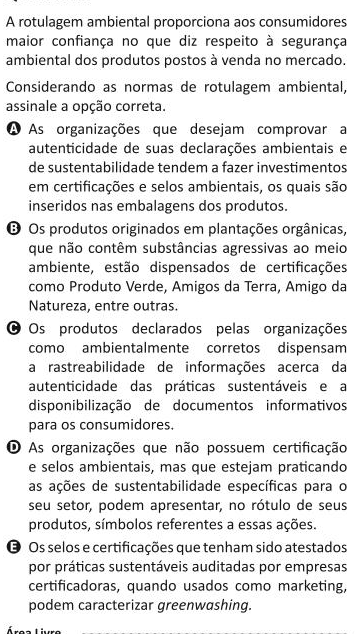 A rotulagem ambiental proporciona aos consumidores
maior confiança no que diz respeito à segurança
ambiental dos produtos postos à venda no mercado.
Considerando as normas de rotulagem ambiental,
assinale a opção correta.
A As organizações que desejam comprovar a
autenticidade de suas declarações ambientais e
de sustentabilidade tendem a fazer investimentos
em certificações e selos ambientais, os quais são
inseridos nas embalagens dos produtos.
B Os produtos originados em plantações orgânicas,
que não contêm substâncias agressivas ao meio
ambiente, estão dispensados de certificações
como Produto Verde, Amigos da Terra, Amigo da
Natureza, entre outras.
C Os produtos declarados pelas organizações
como ambientalmente corretos dispensam
a rastreabilidade de informações acerca da
autenticidade das práticas sustentáveis e a
disponibilização de documentos informativos
para os consumidores.
D As organizações que não possuem certificação
e selos ambientais, mas que estejam praticando
as ações de sustentabilidade específicas para o
seu setor, podem apresentar, no rótulo de seus
produtos, símbolos referentes a essas ações.
E Os selos e certificações que tenham sido atestados
por práticas sustentáveis auditadas por empresas
certificadoras, quando usados como marketing,
podem caracterizar greenwashing.
Área Livre